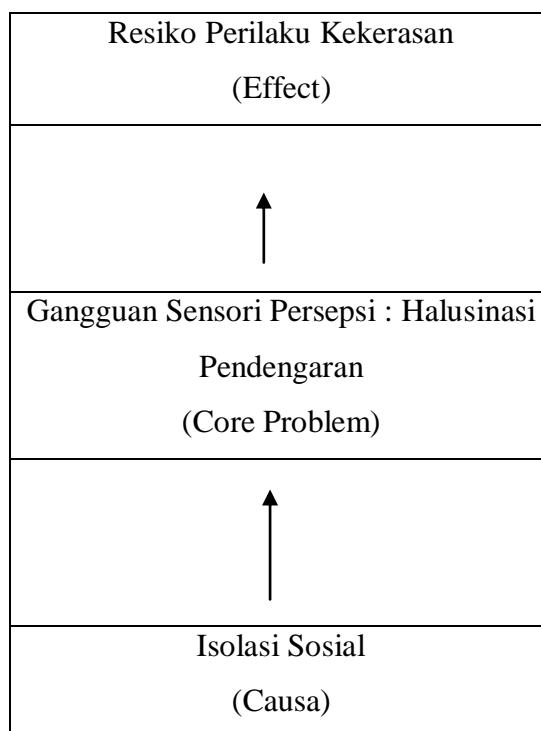 Resiko Perilaku Kekerasan
(Effect)
Gangguan Sensori Persepsi : Halusinasi
Pendengaran
(Core Problem)
Isolasi Sosial
(Causa)